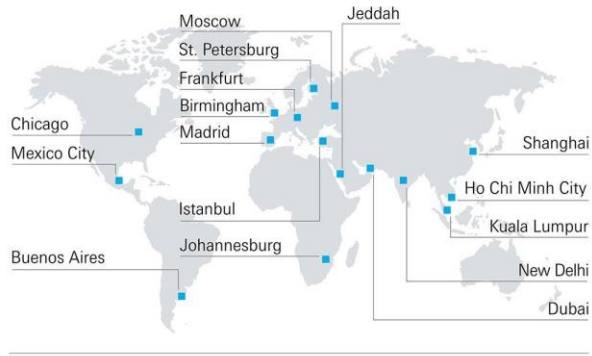 Moscow
Jeddah
St. Petersburg
Frankfurt
Birmingham
Chicago
Madrid
Shanghai
Mexico City
Ho Chi Minh City
Istanbul
Kuala Lumpur
Johannesburg
Buenos Aires
New Delhi
Dubai